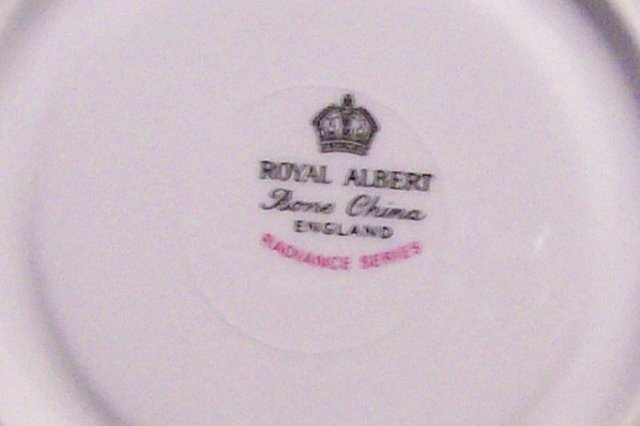 ROYAL ALBERT
Bone China
ENGLAND
RADIANCE SERIES